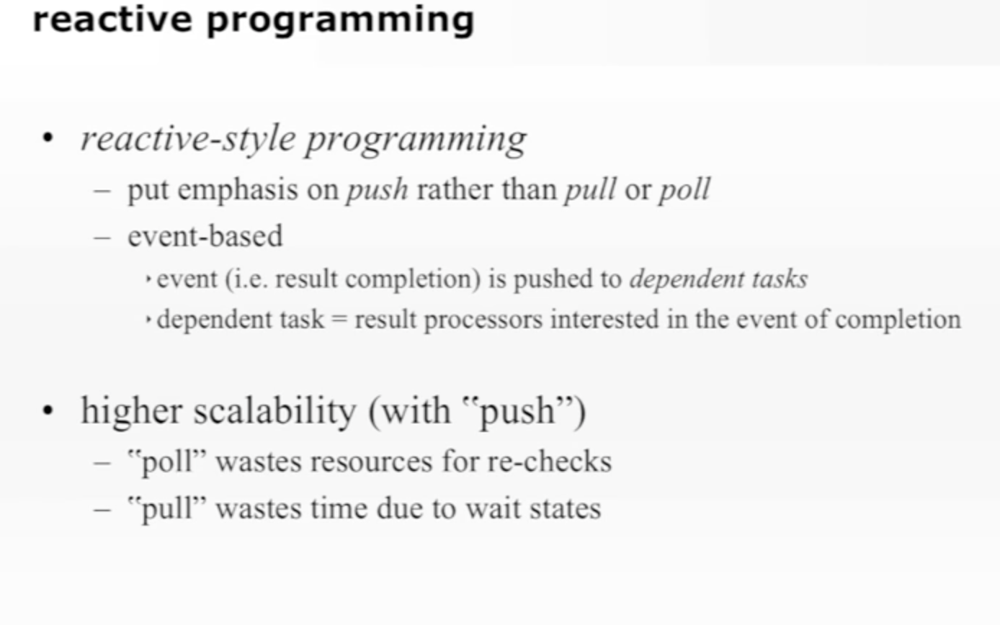 reactive programming
• reactive-style programming
– put emphasis on push rather than pull or poll
– event-based
‣ event (i.e. result completion) is pushed to dependent tasks
‣ dependent task = result processors interested in the event of completion
• higher scalability (with “push”)
– “poll” wastes resources for re-checks
– “pull” wastes time due to wait states